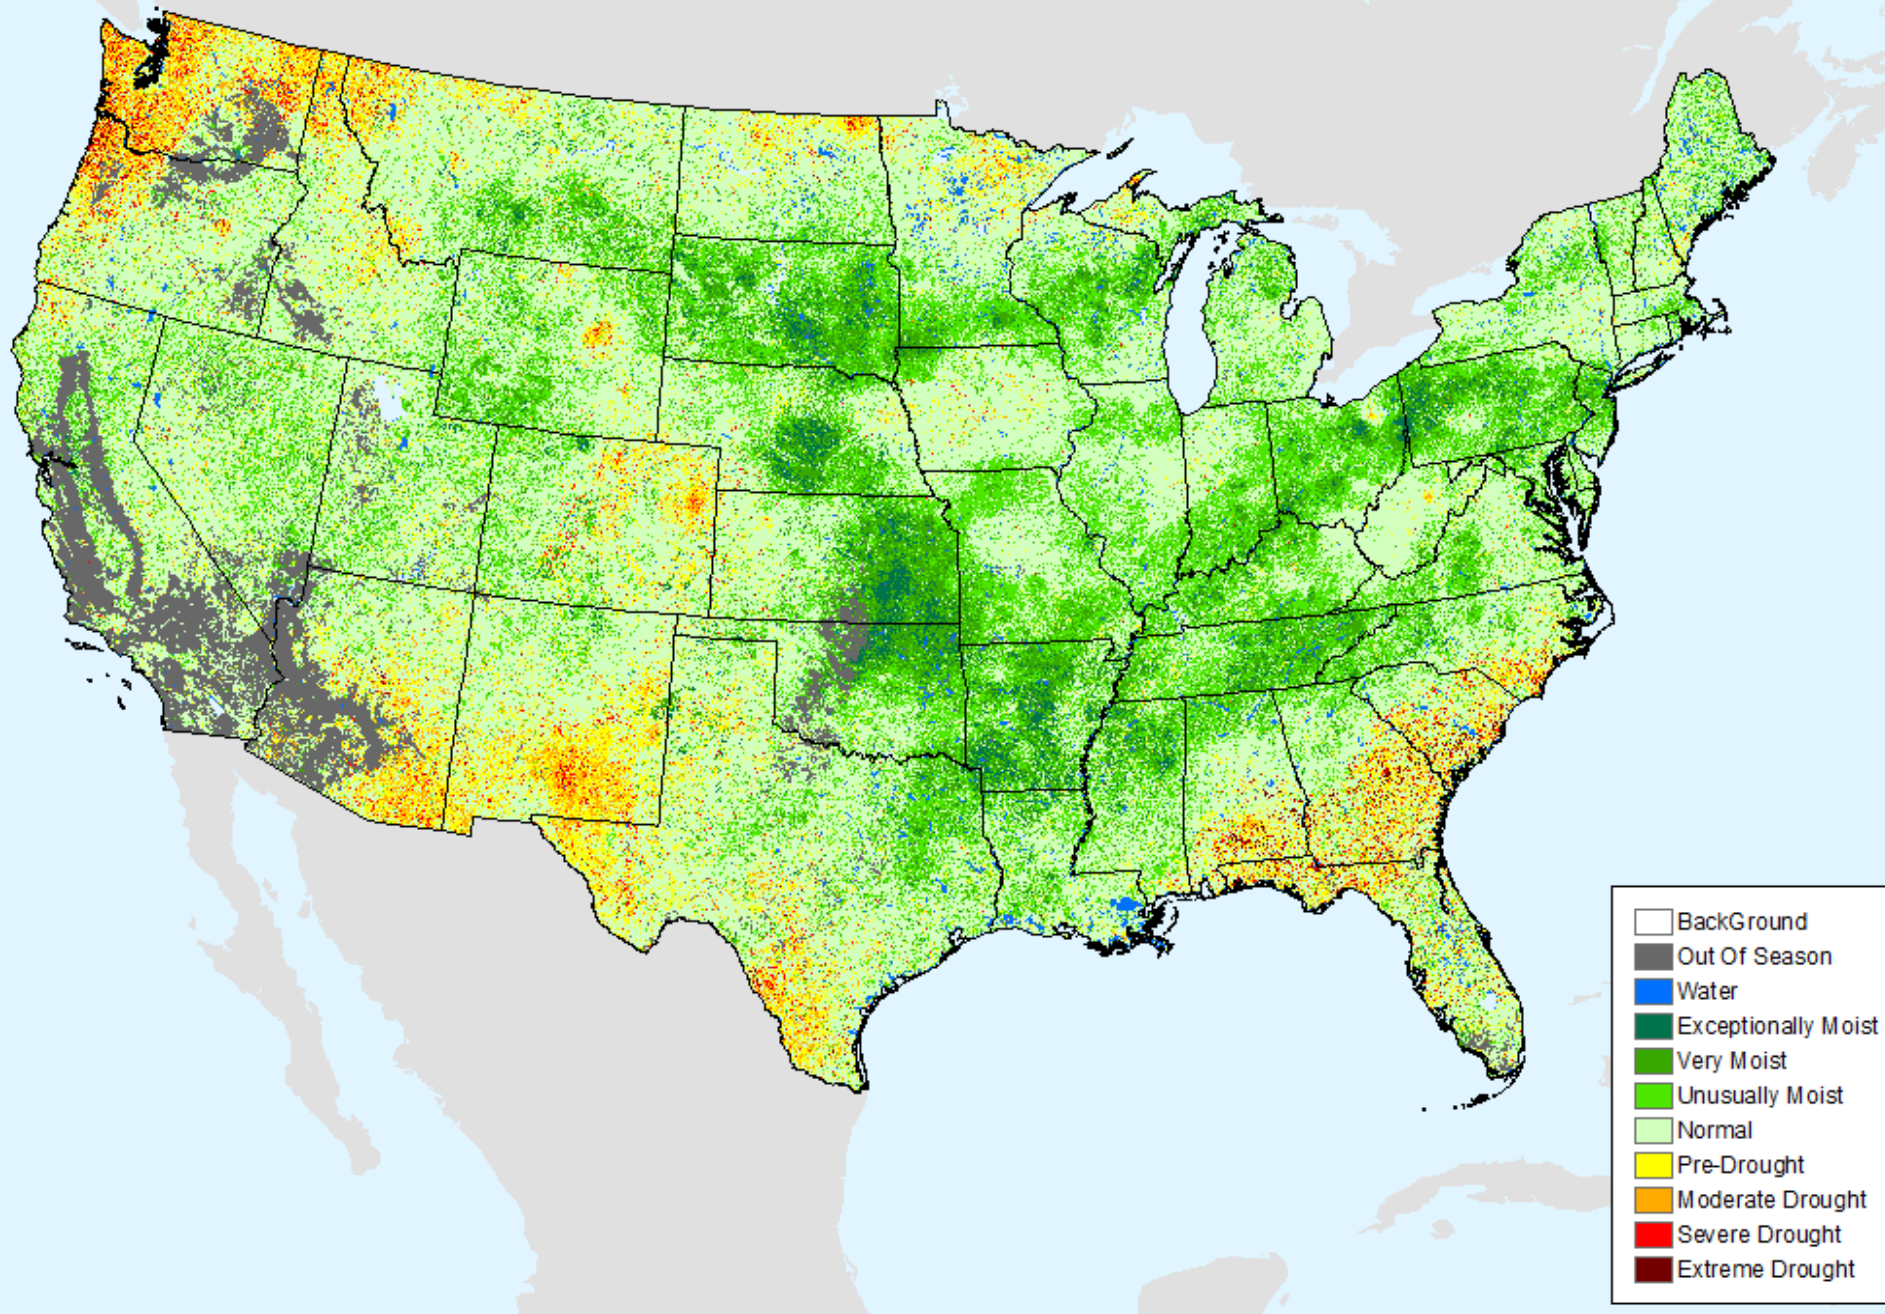 BackGround
Out Of Season
Water
Exceptionally Moist
Very Moist
Unusually Moist
Normal
Pre-Drought
Moderate Drought
Severe Drought
Extreme Drought